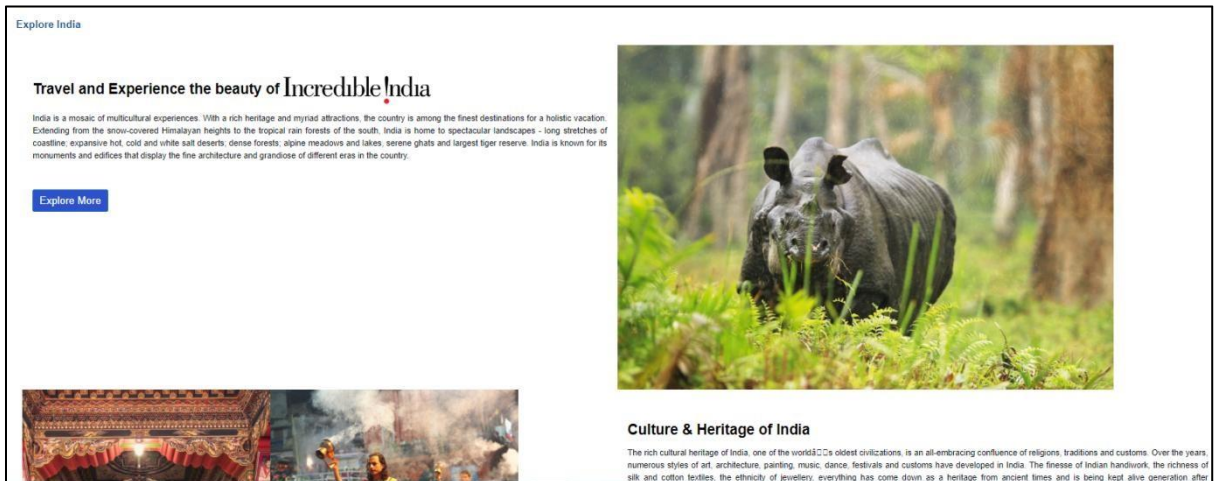 Explore India
Travel and Experience the beauty of Incredible !ndia
India is a mosaic of multicultural experiences. With a rich heritage and myriad attractions, the country is among the finest destinations for a holistic vacation.
Extending from the snow-covered Himalayan heights to the tropical rain forests of the south, India is home to spectacular landscapes - long stretches of
coastline; expansive hot, cold and white salt deserts; dense forests; alpine meadows and lakes, serene ghats and largest tiger reserve. India is known for its
monuments and edifices that display the fine architecture and grandiose of different eras in the country.
Explore More
Culture & Heritage of India
The rich cultural heritage of India, one of the worldâ□□s oldest civilizations, is an all-embracing confluence of religions, traditions and customs. Over the years,
numerous styles of art, architecture, painting, music, dance, festivals and customs have developed in India. The finesse of Indian handiwork, the richness of
silk and cotton textiles, the ethnicity of jewellery, everything has come down as a heritage from ancient times and is being kept alive generation after